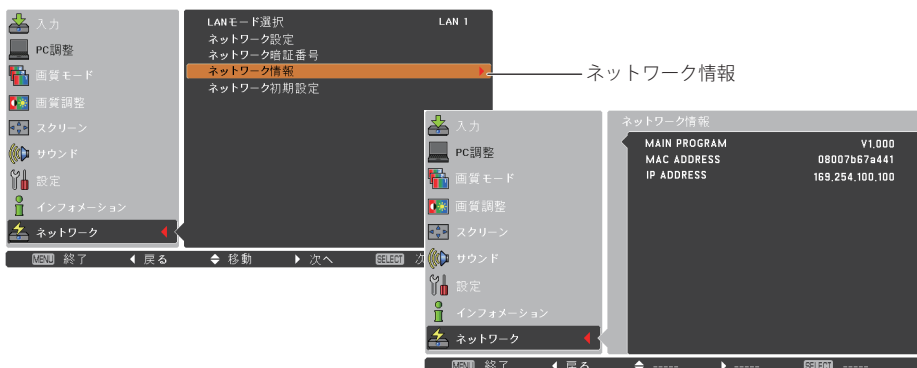 入力
PC調整
画質モード
画質調整
スクリーン
サウンド
設定
インフォメーション
ネットワーク
LANモード選択 LAN 1
ネットワーク設定
ネットワーク暗証番号
ネットワーク情報
ネットワーク初期設定
MENU 終了 戻る 移動 次へ SELECT 次
ネットワーク情報
入力
PC調整
画質モード
画質調整
スクリーン
サウンド
設定
インフォメーション
ネットワーク
ネットワーク情報
MAIN PROGRAM V1.000
MAC ADDRESS 08007b67a441
IP ADDRESS 169.254.100.100
MENU 終了 戻る ----- ----- SELECT -----